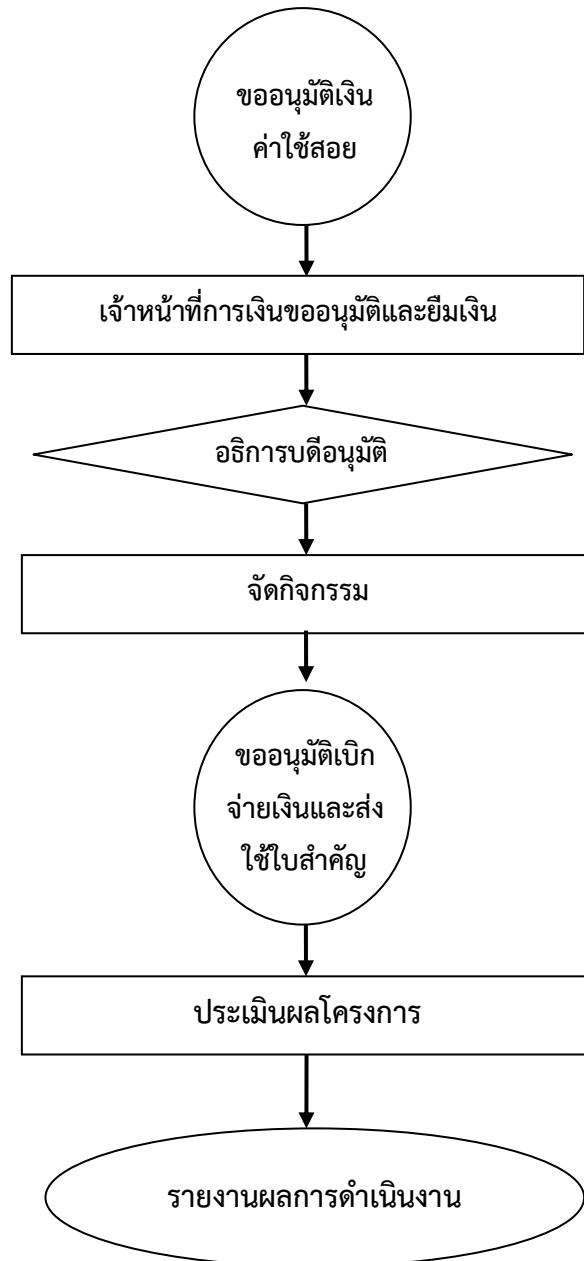 ขออนุมัติเงิน
ค่าใช้สอย
เจ้าหน้าที่การเงินขออนุมัติและยืมเงิน
อธิการบดีอนุมัติ
จัดกิจกรรม
ขออนุมัติเบิก
จ่ายเงินและส่ง
ใช้ใบสำคัญ
ประเมินผลโครงการ
รายงานผลการดำเนินงาน